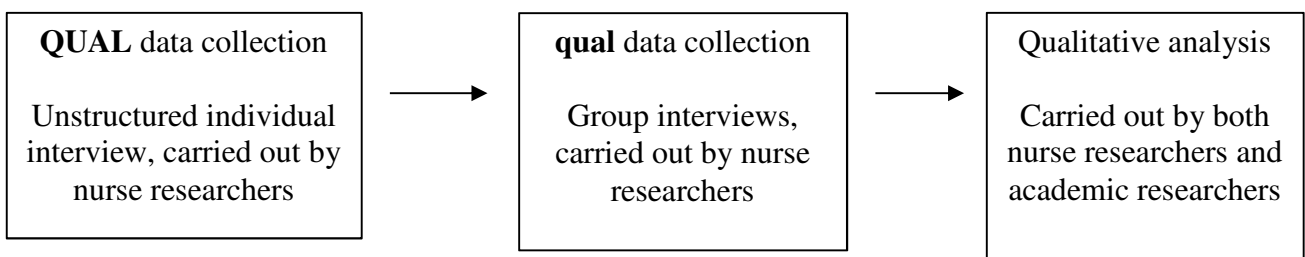 QUAL data collection
Unstructured individual
interview, carried out by
nurse researchers
qual data collection
Group interviews,
carried out by nurse
researchers
Qualitative analysis
Carried out by both
nurse researchers and
academic researchers